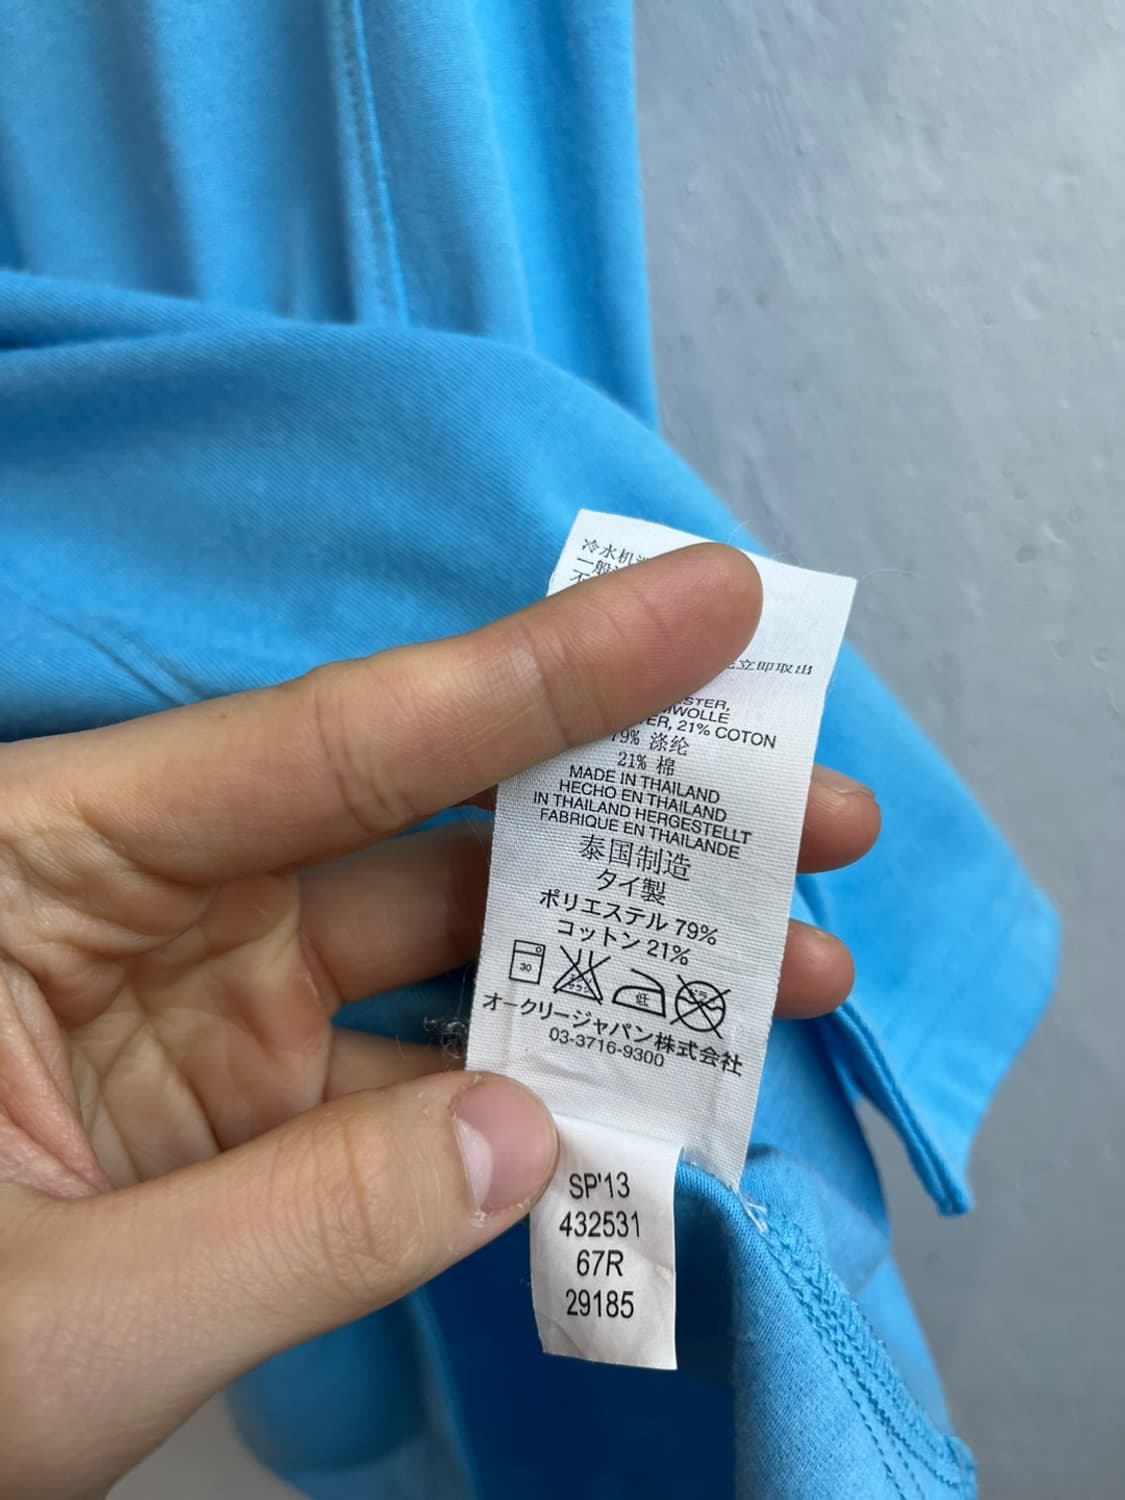 冷水机
一般
不
立即取出
STER,
MWOLLE
ER, 21% COTON
79% 涤纶
21% 棉
MADE IN THAILAND
HECHO EN THAILAND
IN THAILAND HERGESTELLT
FABRIQUE EN THAILANDE
泰国制造
タイ製
ポリエステル 79%
コットン 21%
30
低
オークリージャパン株式会社
03-3716-9300
SP'13
432531
67R
29185